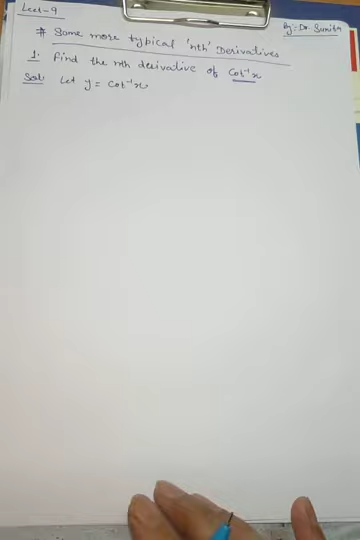 Lect-9
By:- Dr. Sunita
# Some more typical 'nth' Derivatives
1. Find the nth derivative of Cot⁻¹x
Sol: Let y = Cot⁻¹x